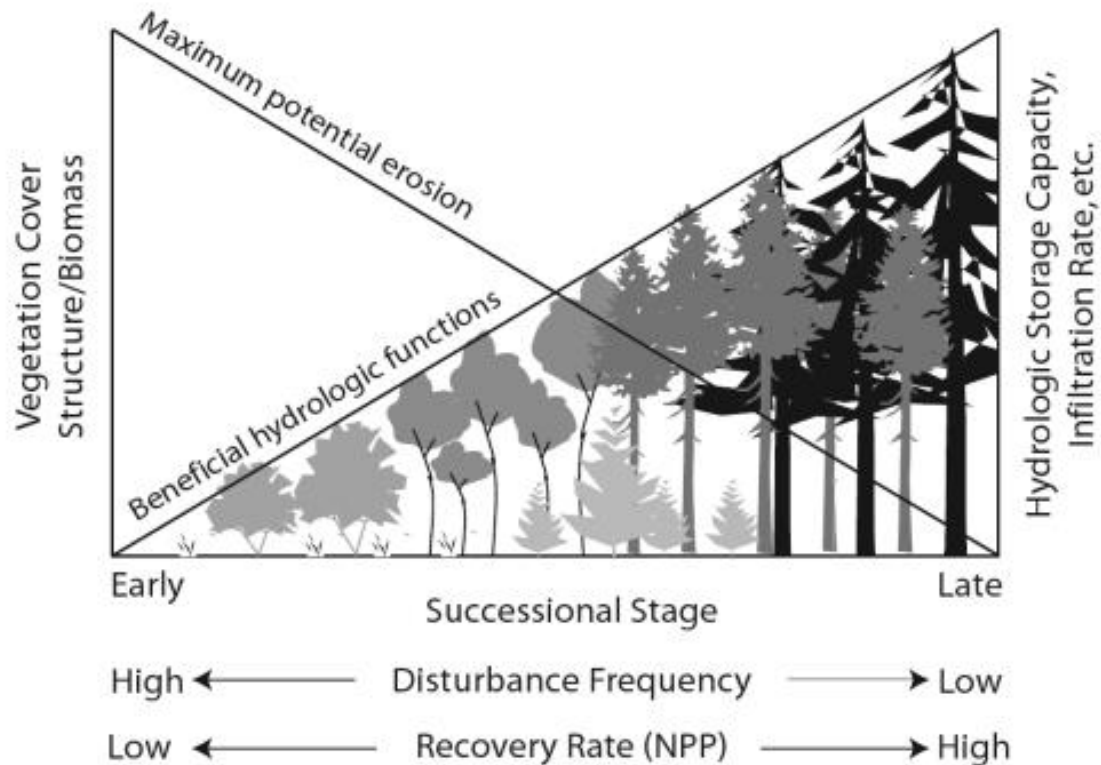 Maximum potential erosion
Beneficial hydrologic functions
Vegetation Cover
Structure/Biomass
Hydrologic Storage Capacity,
Infiltration Rate, etc.
Early
Late
Successional Stage
High Disturbance Frequency Low
Low Recovery Rate (NPP) High